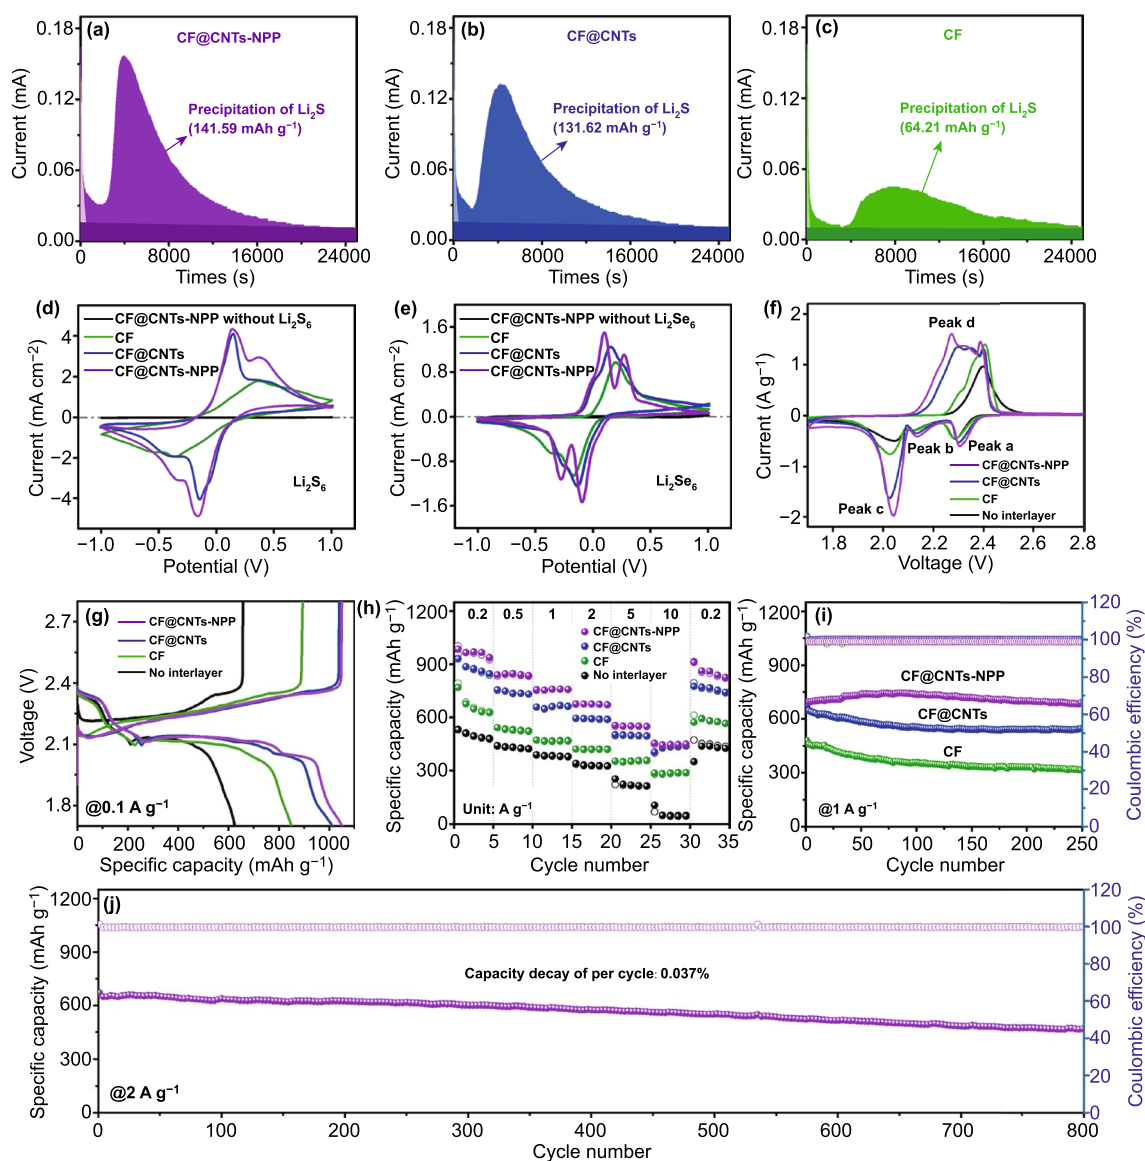 (a)
CF@CNTs-NPP
Precipitation of Li₂S
(141.59 mAh g⁻¹)
Current (mA)
0.18
0.12
0.06
0.00
0 8000 16000 24000
Times (s)
(b)
CF@CNTs
Precipitation of Li₂S
(131.62 mAh g⁻¹)
Current (mA)
0.18
0.12
0.06
0.00
0 8000 16000 24000
Times (s)
(c)
CF
Precipitation of Li₂S
(64.21 mAh g⁻¹)
Current (mA)
0.18
0.12
0.06
0.00
0 8000 16000 24000
Times (s)
(d)
CF@CNTs-NPP without Li₂S₆
CF
CF@CNTs
CF@CNTs-NPP
Li₂S₆
Current (mA cm⁻²)
4
2
0
−2
−4
−1.0 −0.5 0.0 0.5 1.0
Potential (V)
(e)
CF@CNTs-NPP without Li₂Se₆
CF
CF@CNTs
CF@CNTs-NPP
Li₂Se₆
Current (mA cm⁻²)
1.6
0.8
0.0
−0.8
−1.6
−1.0 −0.5 0.0 0.5 1.0
Potential (V)
(f)
Peak d
Peak b
Peak a
Peak c
CF@CNTs-NPP
CF@CNTs
CF
No interlayer
Current (A g⁻¹)
2
1
0
−1
−2
1.8 2.0 2.2 2.4 2.6 2.8
Voltage (V)
(g)
CF@CNTs-NPP
CF@CNTs
CF
No interlayer
@0.1 A g⁻¹
Voltage (V)
2.7
2.4
2.1
1.8
0 200 400 600 800 1000
Specific capacity (mAh g⁻¹)
(h)
0.2 0.5 1 2 5 10 0.2
CF@CNTs-NPP
CF@CNTs
CF
No interlayer
Unit: A g⁻¹
Specific capacity (mAh g⁻¹)
1200
900
600
300
0
0 5 10 15 20 25 30 35
Cycle number
(i)
CF@CNTs-NPP
CF@CNTs
CF
@1 A g⁻¹
Specific capacity (mAh g⁻¹)
1200
900
600
300
0
0 50 100 150 200 250
Cycle number
120
100
80
60
40
20
0
Coulombic efficiency (%)
(j)
Capacity decay of per cycle: 0.037%
@2 A g⁻¹
Specific capacity (mAh g⁻¹)
1200
900
600
300
0
0 100 200 300 400 500 600 700 800
Cycle number
120
100
80
60
40
20
0
Coulombic efficiency (%)